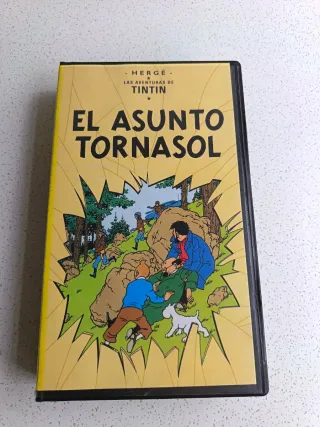 - HERGÉ -
LAS AVENTURAS DE
TINTIN
EL ASUNTO
TORNASOL